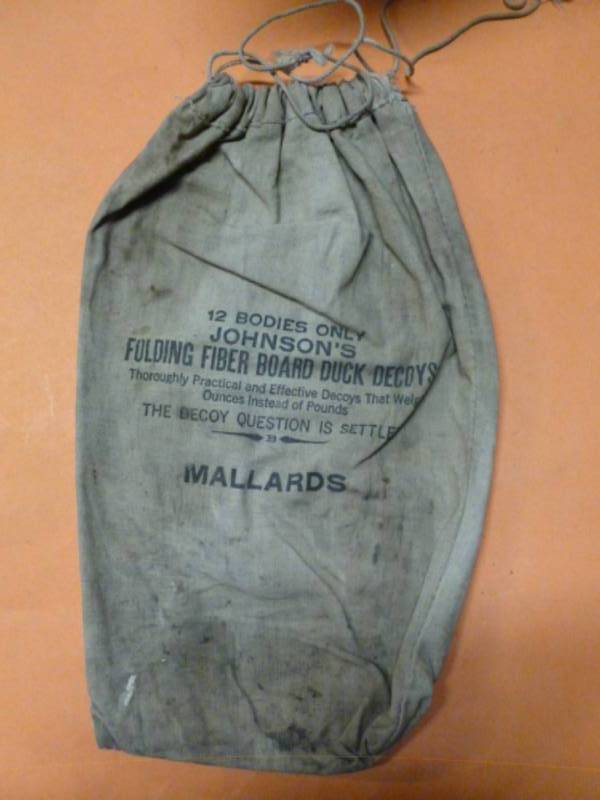 12 BODIES ONLY
JOHNSON'S
FOLDING FIBER BOARD DUCK DECOYS
Thoroughly Practical and Effective Decoys That
Ounces Instead of Pounds
THE DECOY QUESTION IS SETTLE
MALLARDS